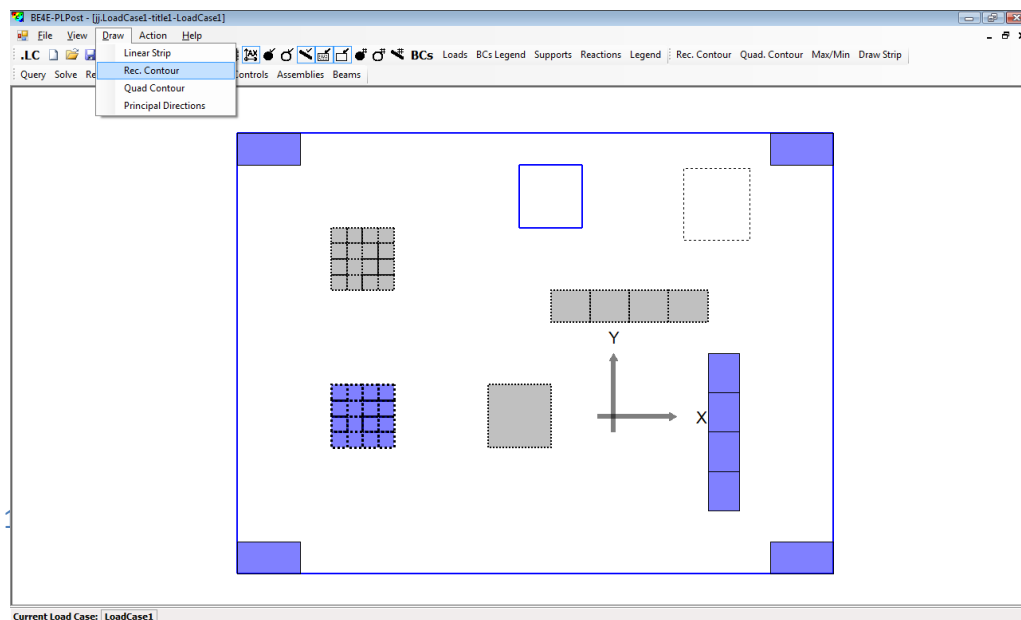 BE4E-PLPost - [jj.LoadCase1-title1-LoadCase1]
File View Draw Action Help
.LC BCs Loads BCs Legend Supports Reactions Legend Rec. Contour Quad. Contour Max/Min Draw Strip
Query Solve Re ontrols Assemblies Beams
Linear Strip
Rec. Contour
Quad Contour
Principal Directions
Y
X
Current Load Case: LoadCase1